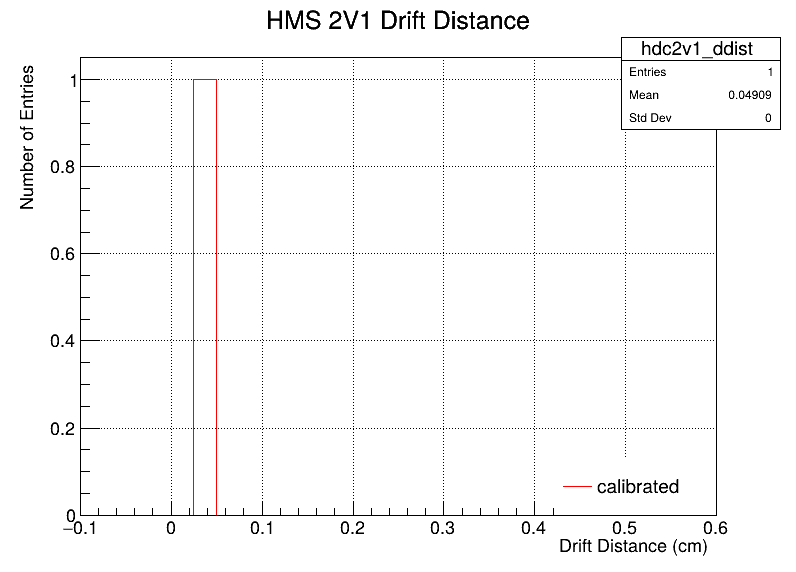 HMS 2V1 Drift Distance
hdc2v1_ddist
Entries 1
Mean 0.04909
Std Dev 0
Number of Entries
1
0.8
0.6
0.4
0.2
0
−0.1 0 0.1 0.2 0.3 0.4 0.5 0.6
calibrated
Drift Distance (cm)